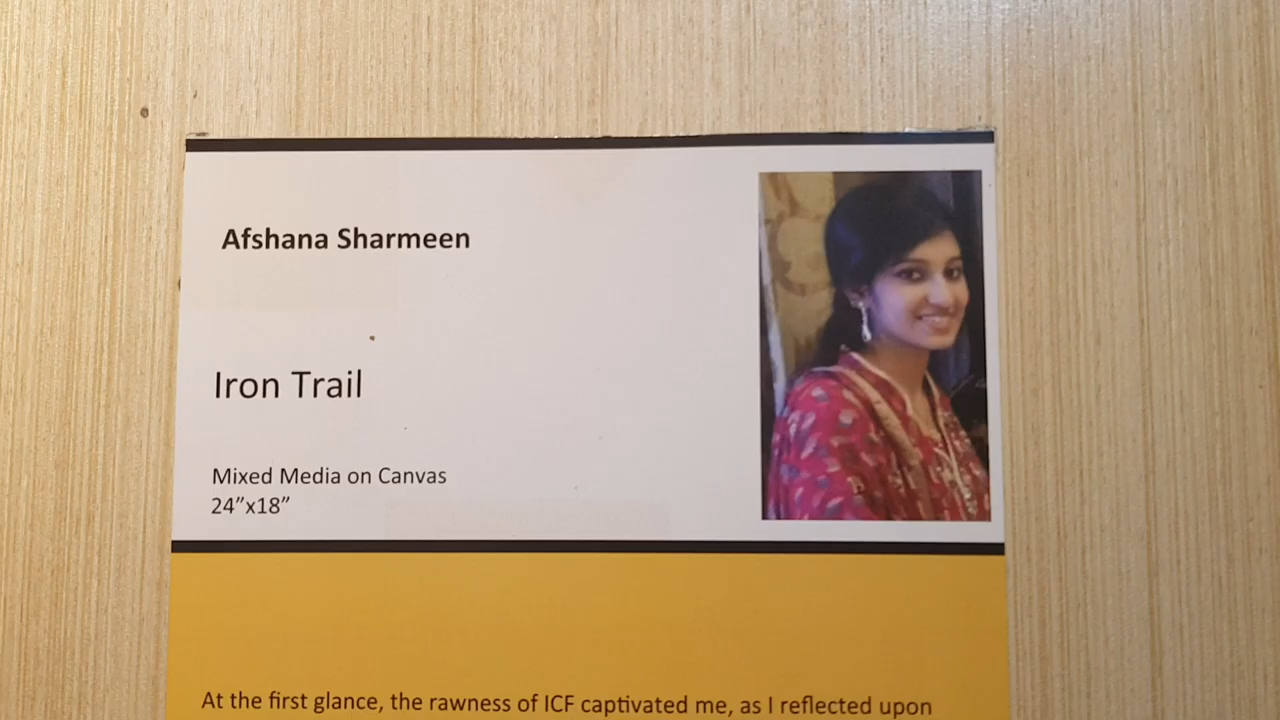 Afshana Sharmeen
Iron Trail
Mixed Media on Canvas
24”x18”
At the first glance, the rawness of ICF captivated me, as I reflected upon